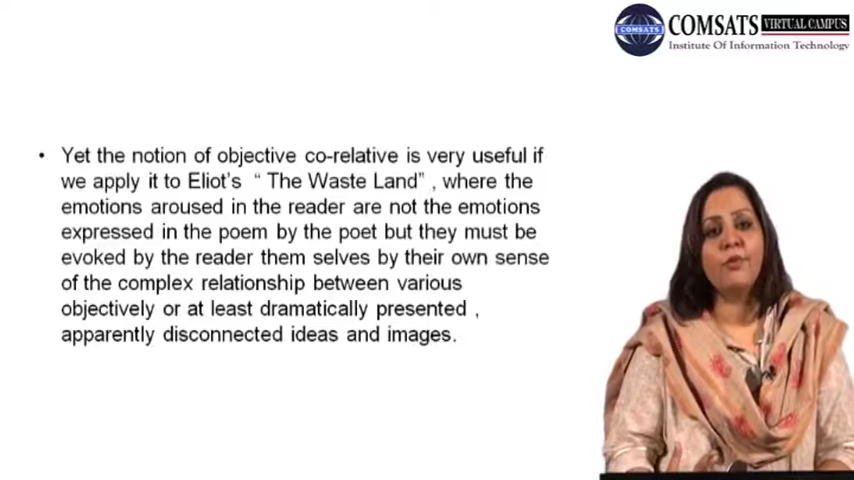 COMSATS
COMSATS VIRTUAL CAMPUS
Institute Of Information Technology
• Yet the notion of objective co-relative is very useful if
we apply it to Eliot's “ The Waste Land” , where the
emotions aroused in the reader are not the emotions
expressed in the poem by the poet but they must be
evoked by the reader them selves by their own sense
of the complex relationship between various
objectively or at least dramatically presented ,
apparently disconnected ideas and images.